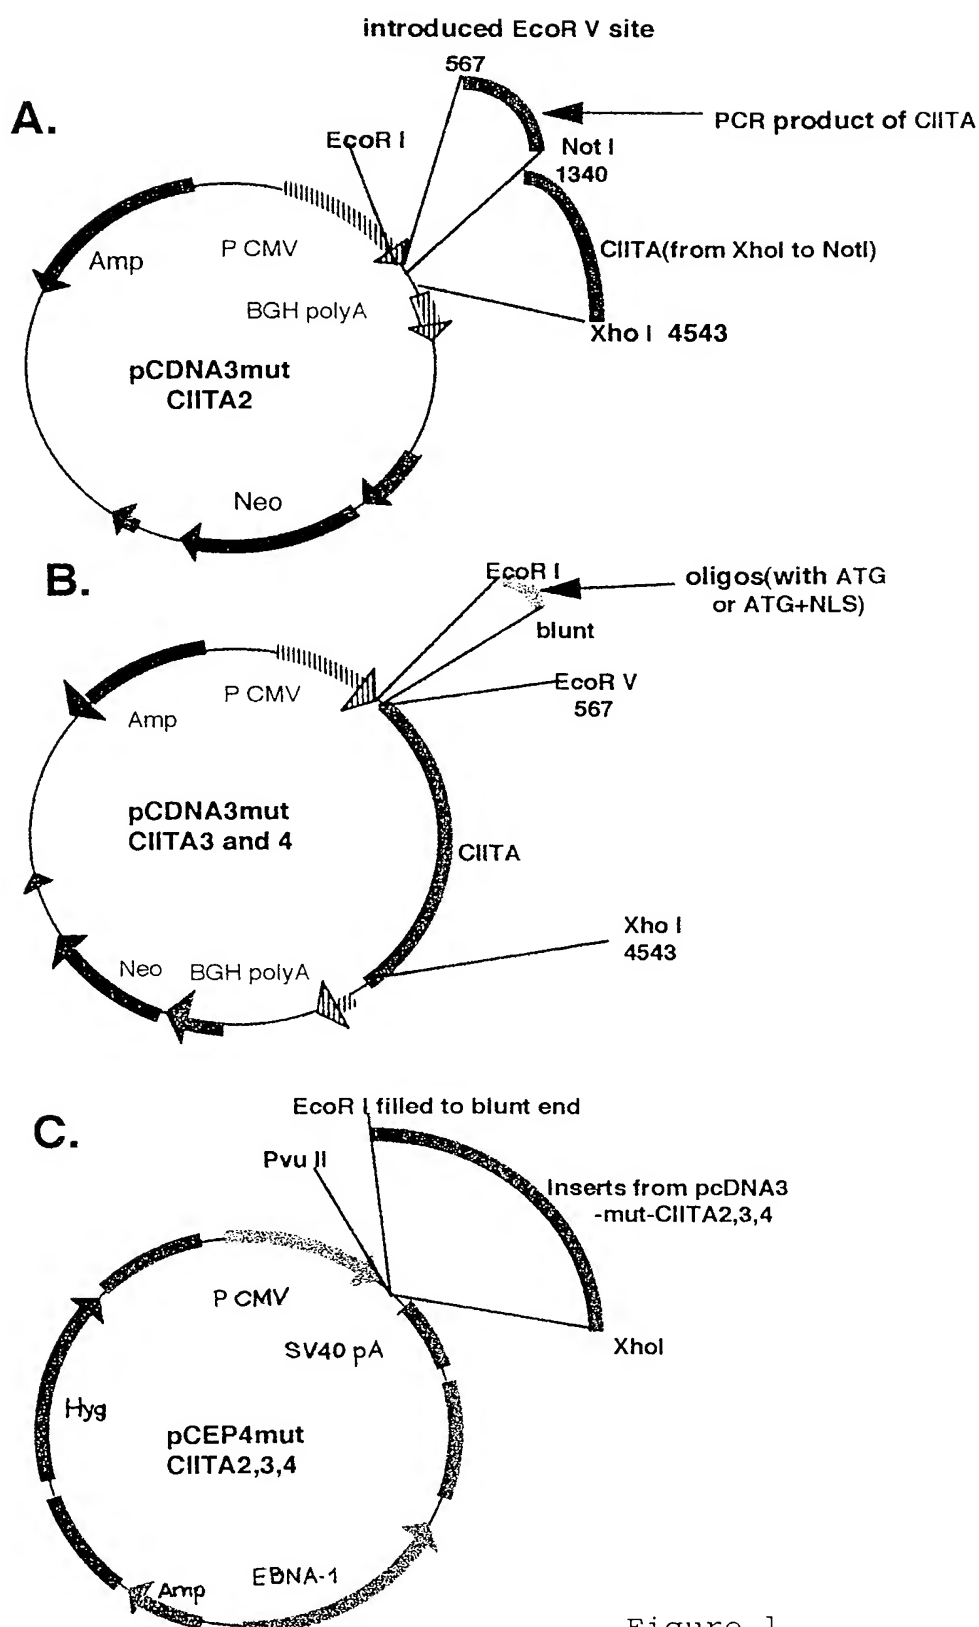 introduced EcoR V site
567
A.
PCR product of CIITA
EcoR I
Not I
1340
P CMV
CIITA(from XhoI to NotI)
Amp
BGH polyA
Xho I 4543
pCDNA3mut
CIITA2
Neo
B.
EcoR I
oligos(with ATG
or ATG+NLS)
blunt
P CMV
EcoR V
567
Amp
pCDNA3mut
CIITA3 and 4
CIITA
Xho I
4543
Neo
BGH polyA
C.
EcoR I filled to blunt end
Pvu II
Inserts from pcDNA3
-mut-CIITA2,3,4
P CMV
SV40 pA
XhoI
Hyg
pCEP4mut
CIITA2,3,4
EBNA-1
Amp
Figure 1